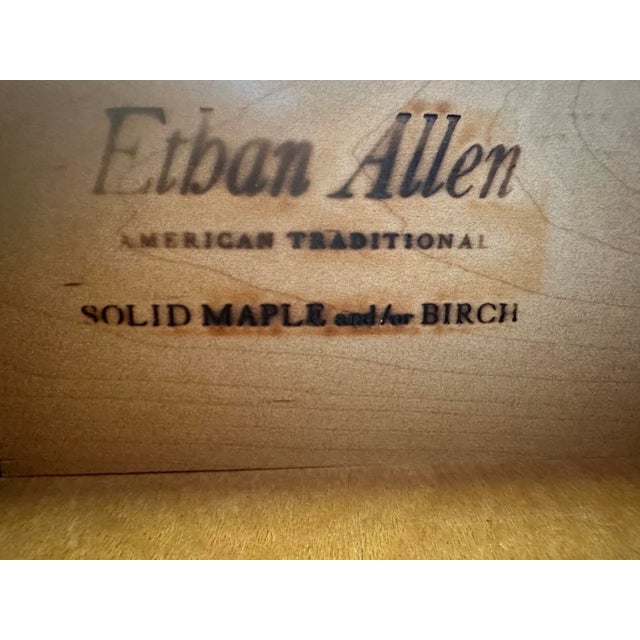 Ethan Allen
AMERICAN TRADITIONAL
SOLID MAPLE and/or BIRCH